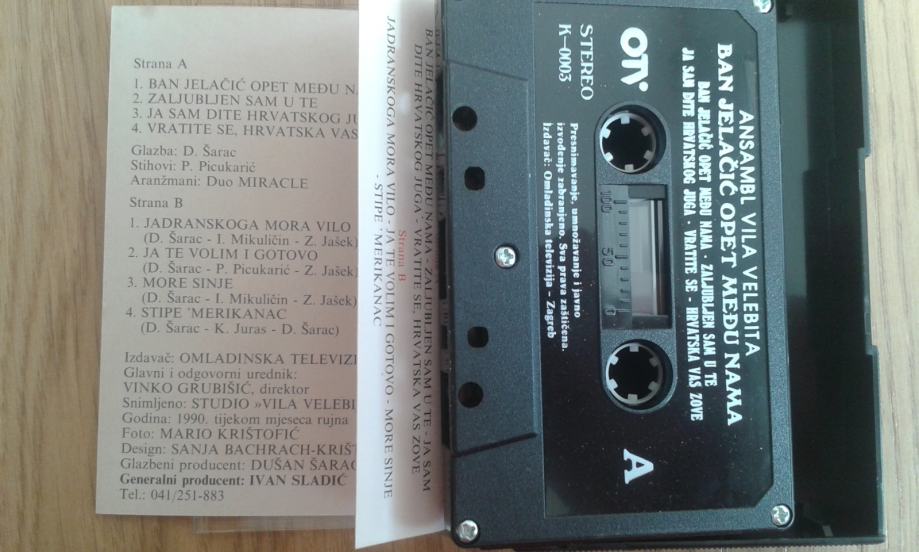 Strana A
1. BAN JELAČIĆ OPET MEĐU
2. ZALJUBLJEN SAM U TE
3. JA SAM DITE HRVATSKOG
4. VRATITE SE, HRVATSKA VAS
Glazba: D. Šarac
Stihovi: P. Picukarić
Aranžmani: Duo MIRACLE
Strana B
1. JADRANSKOGA MORA VILO
(D. Šarac - I. Mikuličin - Z. Jašek)
2. JA TE VOLIM I GOTOVO
(D. Šarac - P. Picukarić - Z. Jašek)
3. MORE SINJE
(D. Šarac - I. Mikuličin - Z. Jašek)
4. STIPE 'MERIKANAC
(D. Šarac - K. Juras - D. Šarac)
Izdavač: OMLADINSKA
Glavni i odgovorni urednik:
VINKO GRUBIŠIĆ, direktor
Snimljeno: STUDIO »VILA
Godina: 1990. tijekom mjeseca rujna
Foto: MARIO KRIŠTOFIĆ
Design: SANJA
Glazbeni producent: DUŠAN
Generalni producent: IVAN SLADIĆ
Tel.: 041/251-883
BAN JELAČIĆ OPET MEĐU NAMA - ZALJUBLJEN SAM U TE - JA SAM
DITE HRVATSKOG JUGA - VRATITE SE, HRVATSKA VAS ZOVE
Strana B
JADRANSKOGA MORA VILO - JA TE VOLIM I GOTOVO - MORE SINJE
- STIPE 'MERIKANAC
ANSAMBL VILA VELEBITA
BAN JELAČIĆ OPET MEĐU NAMA
BAN JELAČIĆ OPET MEĐU NAMA · ZALJUBLJEN SAM U TE
JA SAM DITE HRVATSKOG JUGA · VRATITE SE - HRVATSKA VAS ZOVE
OTV
STEREO
K-0003
100 50 0
A
Presnimavanje, umnožavanje i javno
izvođenje zabranjeno. Sva prava zaštićena.
Izdavač: Omladinska televizija - Zagreb